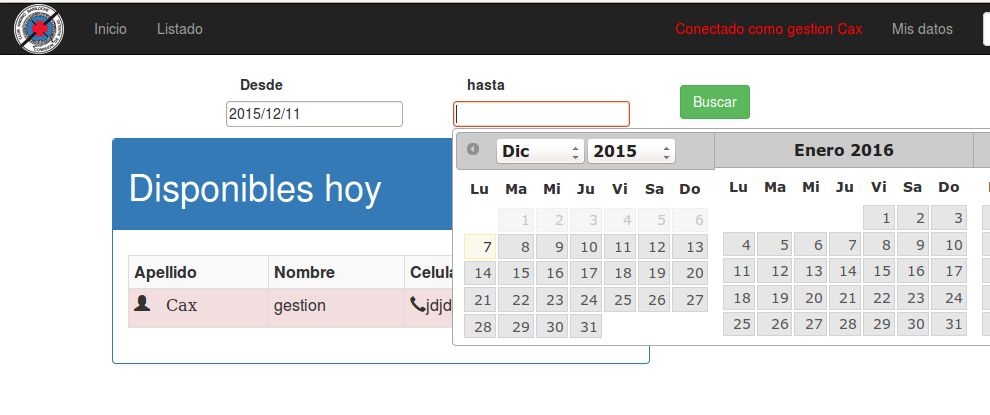 Inicio Listado Conectado como gestion Cax Mis datos
Desde hasta
2015/12/11 Buscar
Disponibles hoy
Dic 2015 Enero 2016
Lu Ma Mi Ju Vi Sa Do Lu Ma Mi Ju Vi Sa Do
1 2 3 4 5 6 1 2 3
7 8 9 10 11 12 13 4 5 6 7 8 9 10
14 15 16 17 18 19 20 11 12 13 14 15 16 17
21 22 23 24 25 26 27 18 19 20 21 22 23 24
28 29 30 31 25 26 27 28 29 30 31
Apellido Nombre Celula
Cax gestion jdjd